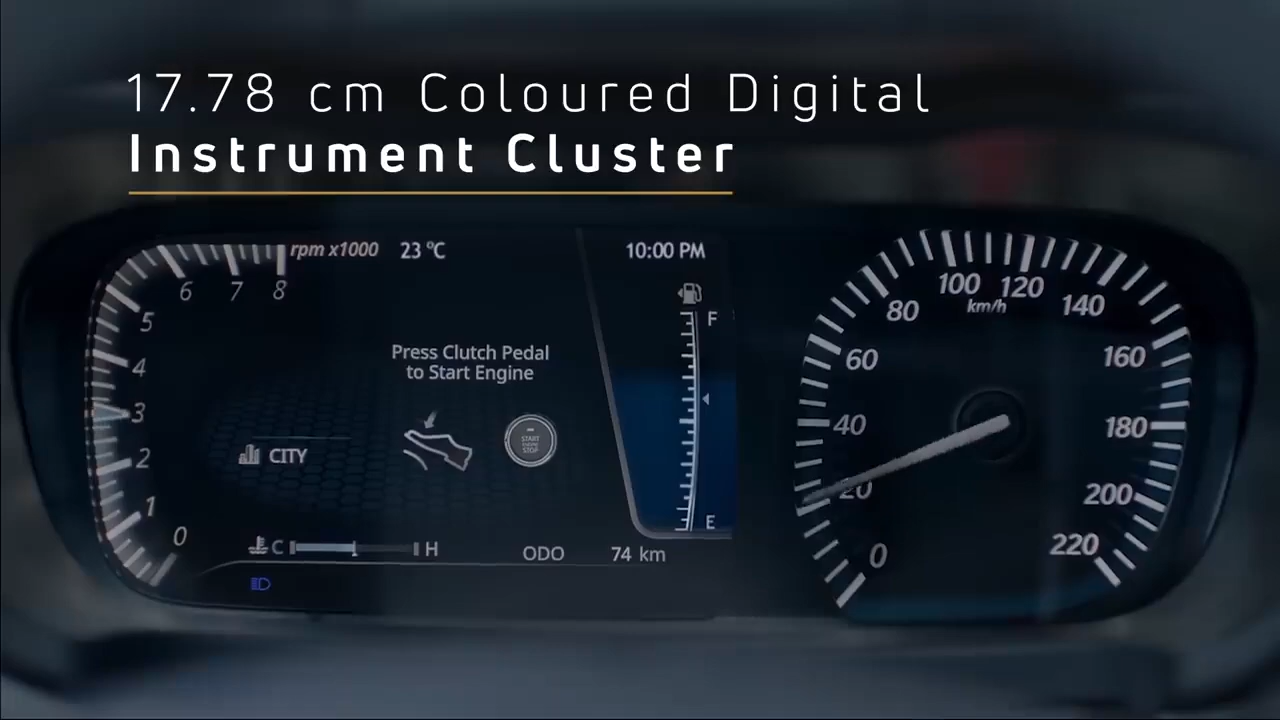 17.78 cm Coloured Digital
Instrument Cluster
rpm x1000 23 °C 10:00 PM
6 7 8
5
4
3
2
1
0
F
Press Clutch Pedal
to Start Engine
START
ENGINE
STOP
CITY
E
C H ODO 74 km
100 120
km/h
80 140
60 160
40 180
20 200
0 220